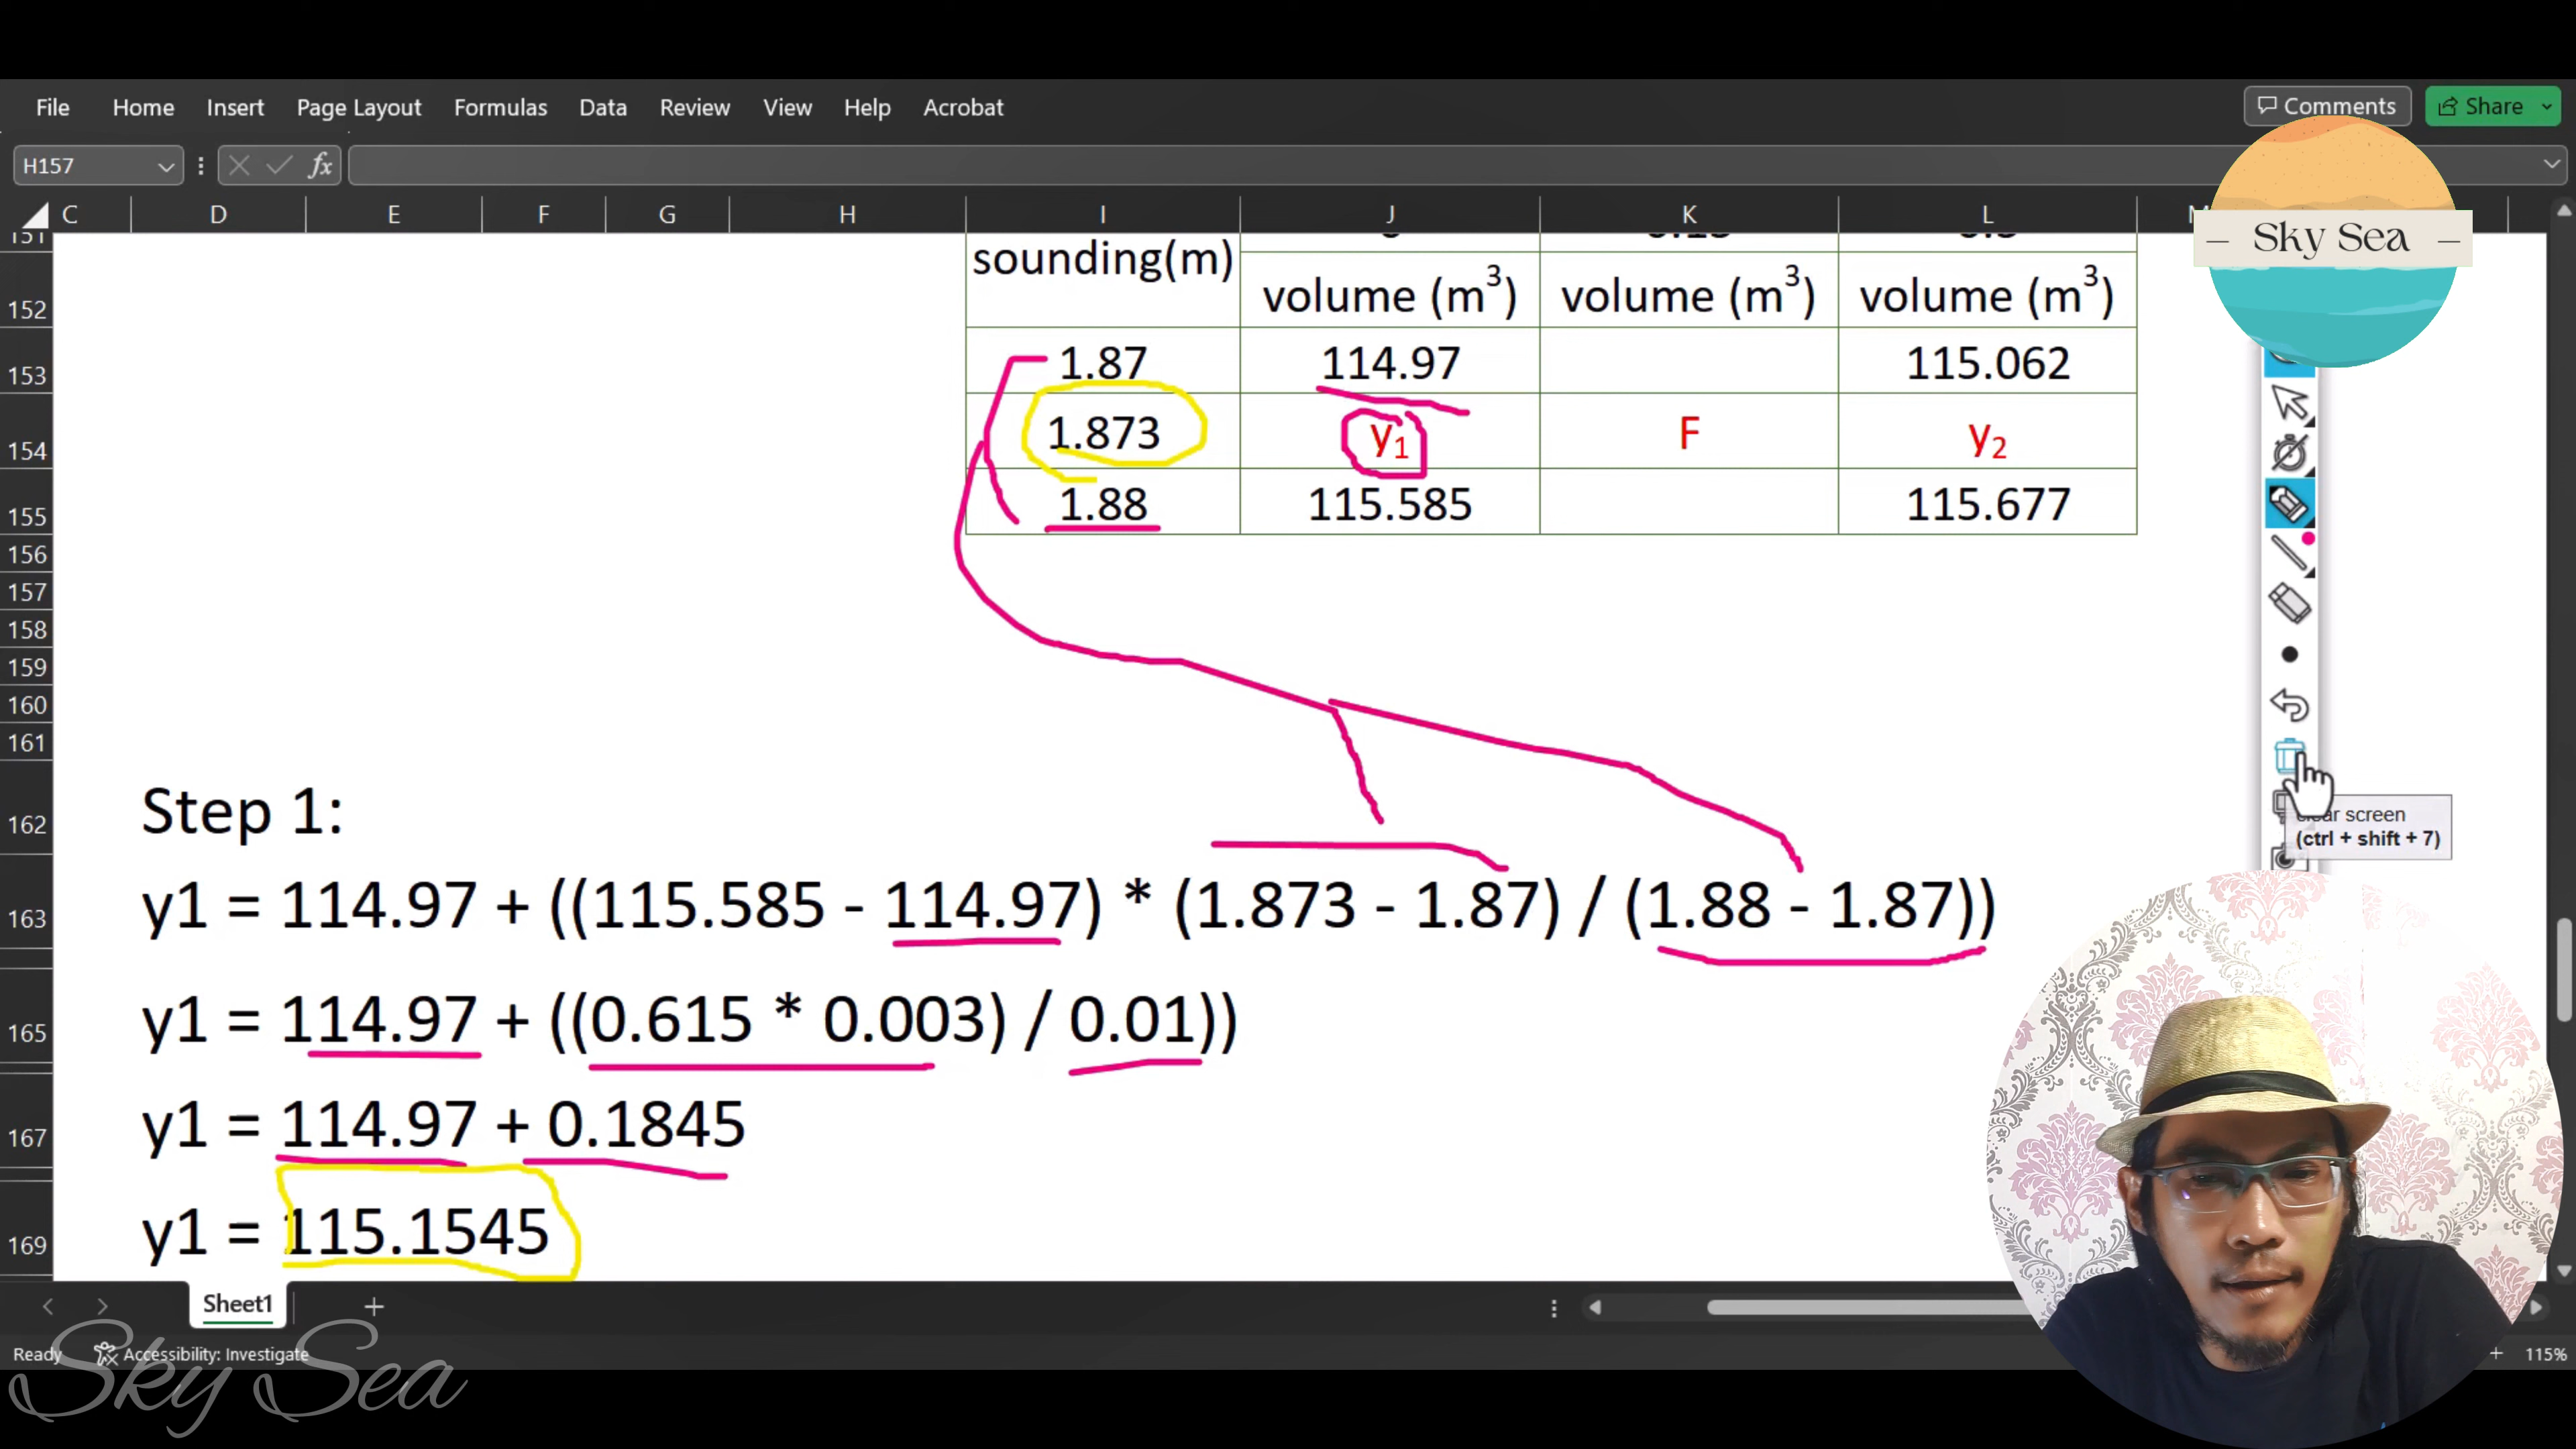 File Home Insert Page Layout Formulas Data Review View Help Acrobat Comments Share
H157 fx
C D E F G H I J K L
— Sky Sea —
151 sounding(m)
152 volume (m³) volume (m³) volume (m³)
153 1.87 114.97 115.062
154 1.873 y₁ F y₂
155 1.88 115.585 115.677
156
157
158
159
160
161
162 Step 1:
screen
(ctrl + shift + 7)
163 y1 = 114.97 + ((115.585 - 114.97) * (1.873 - 1.87) / (1.88 - 1.87))
165 y1 = 114.97 + ((0.615 * 0.003) / 0.01))
167 y1 = 114.97 + 0.1845
169 y1 = 115.1545
Sheet1
Ready Accessibility: Investigate 115%
Sky Sea